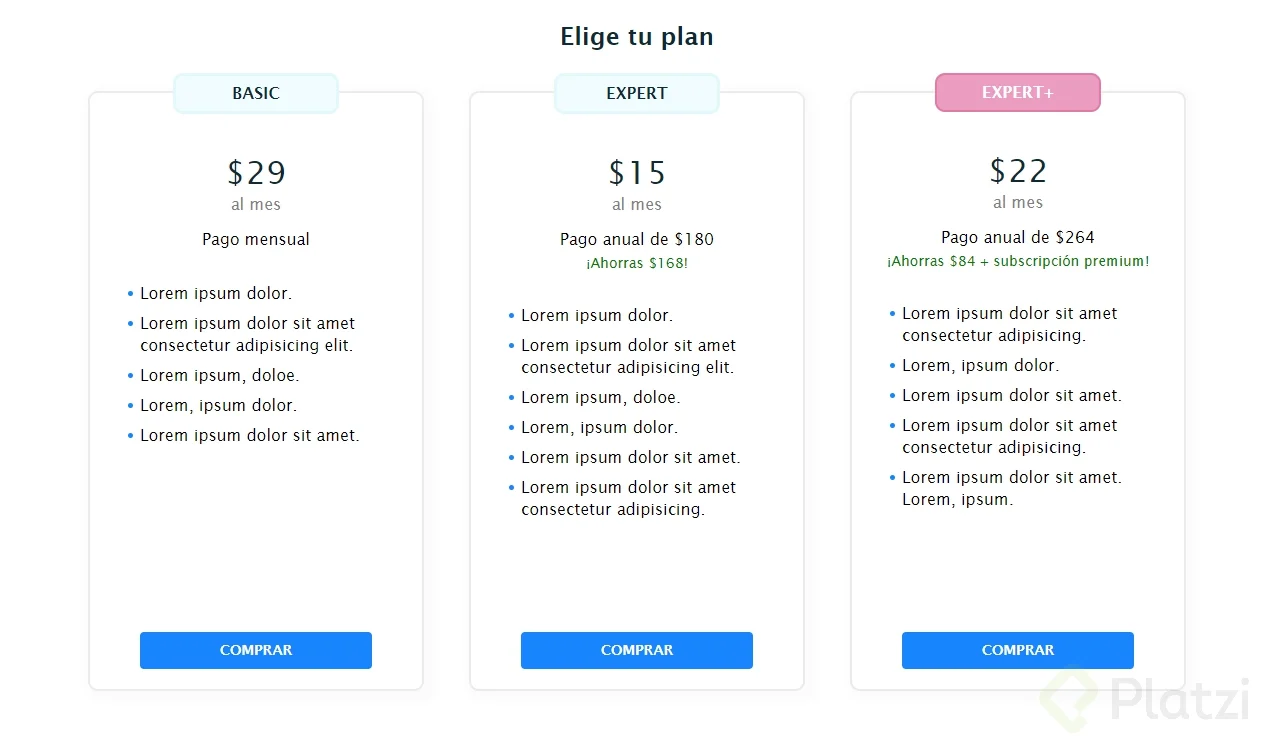 Elige tu plan
BASIC
$29
al mes
Pago mensual
• Lorem ipsum dolor.
• Lorem ipsum dolor sit amet
consectetur adipisicing elit.
• Lorem ipsum, doloe.
• Lorem, ipsum dolor.
• Lorem ipsum dolor sit amet.
COMPRAR
EXPERT
$15
al mes
Pago anual de $180
¡Ahorras $168!
• Lorem ipsum dolor.
• Lorem ipsum dolor sit amet
consectetur adipisicing elit.
• Lorem ipsum, doloe.
• Lorem, ipsum dolor.
• Lorem ipsum dolor sit amet.
• Lorem ipsum dolor sit amet
consectetur adipisicing.
COMPRAR
EXPERT+
$22
al mes
Pago anual de $264
¡Ahorras $84 + subscripción premium!
• Lorem ipsum dolor sit amet
consectetur adipisicing.
• Lorem, ipsum dolor.
• Lorem ipsum dolor sit amet.
• Lorem ipsum dolor sit amet
consectetur adipisicing.
• Lorem ipsum dolor sit amet.
Lorem, ipsum.
COMPRAR
Platzi